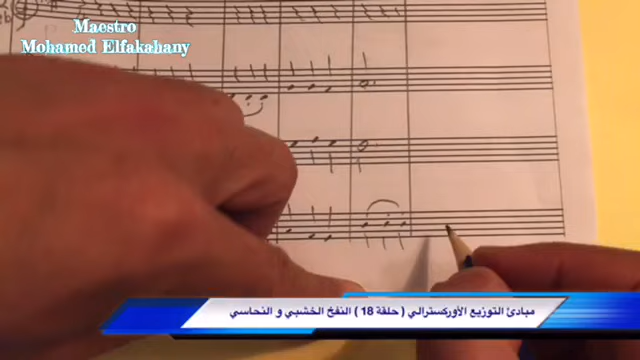 Maestro
Mohamed Elfakahany
مبادئ التوزيع الأوركسترالي ( حلقة 18 ) النفخ الخشبي و النحاسي